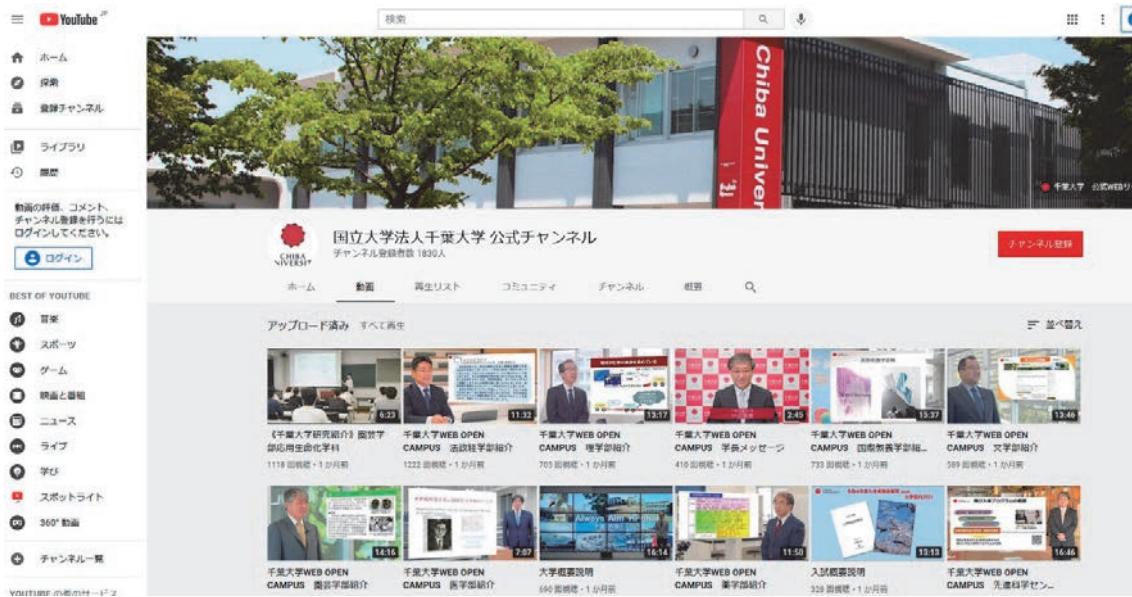 YouTube JP
検索
ホーム
探索
登録チャンネル
ライブラリ
履歴
動画の評価、コメント、
チャンネル登録を行うには
ログインしてください。
ログイン
BEST OF YOUTUBE
音楽
スポーツ
ゲーム
映画と番組
ニュース
ライブ
学び
スポットライト
360° 動画
チャンネル一覧
YOUTUBE の他のサービス
Chiba Univer
千葉大学 公式WEBサ
CHIBA
国立大学法人千葉大学 公式チャンネル
チャンネル登録者数 1830人
チャンネル登録
ホーム 動画 再生リスト コミュニティ チャンネル 概要
アップロード済み すべて再生
並べ替え
6:23
《千葉大学研究紹介》園芸学
部応用生命化学科
1118 回視聴・1 か月前
11:32
千葉大学WEB OPEN
CAMPUS 法政経学部紹介
1222 回視聴・1 か月前
13:17
千葉大学WEB OPEN
CAMPUS 理学部紹介
705 回視聴・1 か月前
2:45
千葉大学WEB OPEN
CAMPUS 学長メッセージ
410 回視聴・1 か月前
15:37
千葉大学WEB OPEN
CAMPUS 国際教養学部紹...
733 回視聴・1 か月前
13:46
千葉大学WEB OPEN
CAMPUS 文学部紹介
589 回視聴・1 か月前
14:16
千葉大学WEB OPEN
CAMPUS 園芸学部紹介
7:07
千葉大学WEB OPEN
CAMPUS 医学部紹介
Always Aim Higher
16:14
大学概要説明
690 回視聴・1 か月前
11:50
千葉大学WEB OPEN
CAMPUS 薬学部紹介
13:13
入試概要説明
328 回視聴・1 か月前
16:46
千葉大学WEB OPEN
CAMPUS 先進科学セン...